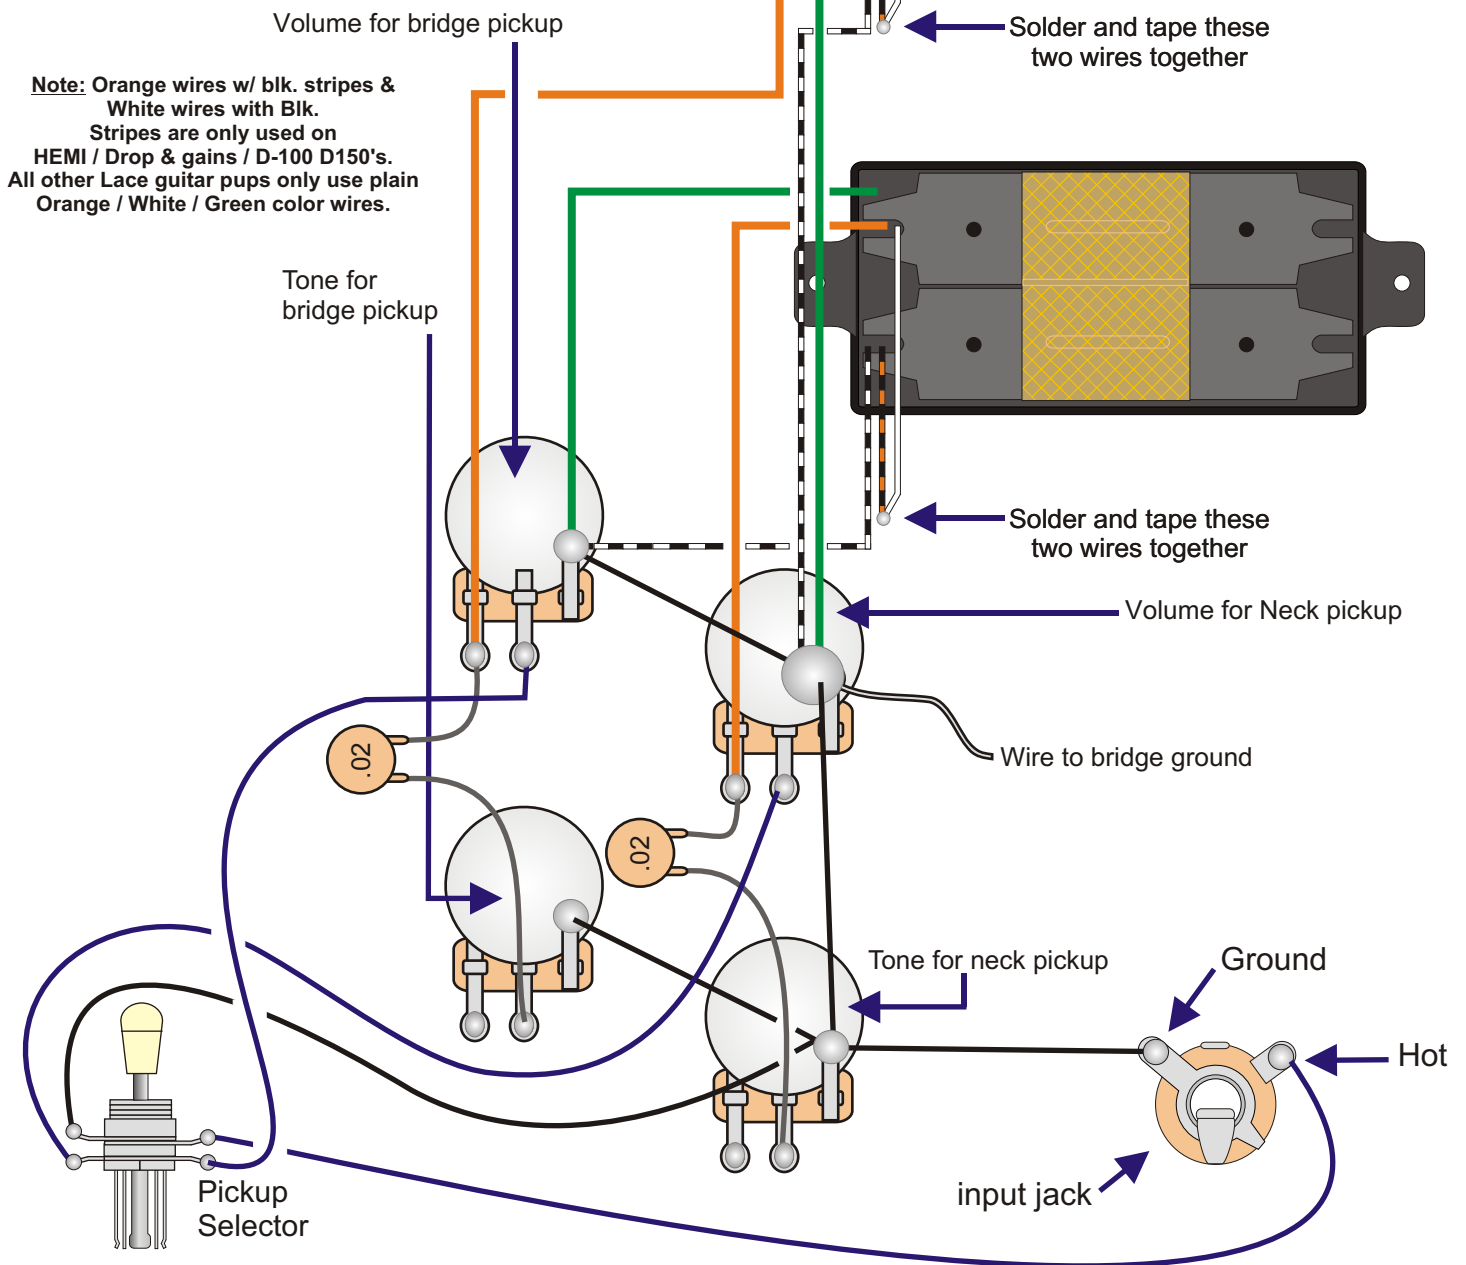 Volume for bridge pickup
Solder and tape these
two wires together
Note: Orange wires w/ blk. stripes &
White wires with Blk.
Stripes are only used on
HEMI / Drop & gains / D-100 D150's.
All other Lace guitar pups only use plain
Orange / White / Green color wires.
Tone for
bridge pickup
Solder and tape these
two wires together
Volume for Neck pickup
Wire to bridge ground
.02
.02
Tone for neck pickup
Ground
Hot
Pickup
Selector
input jack